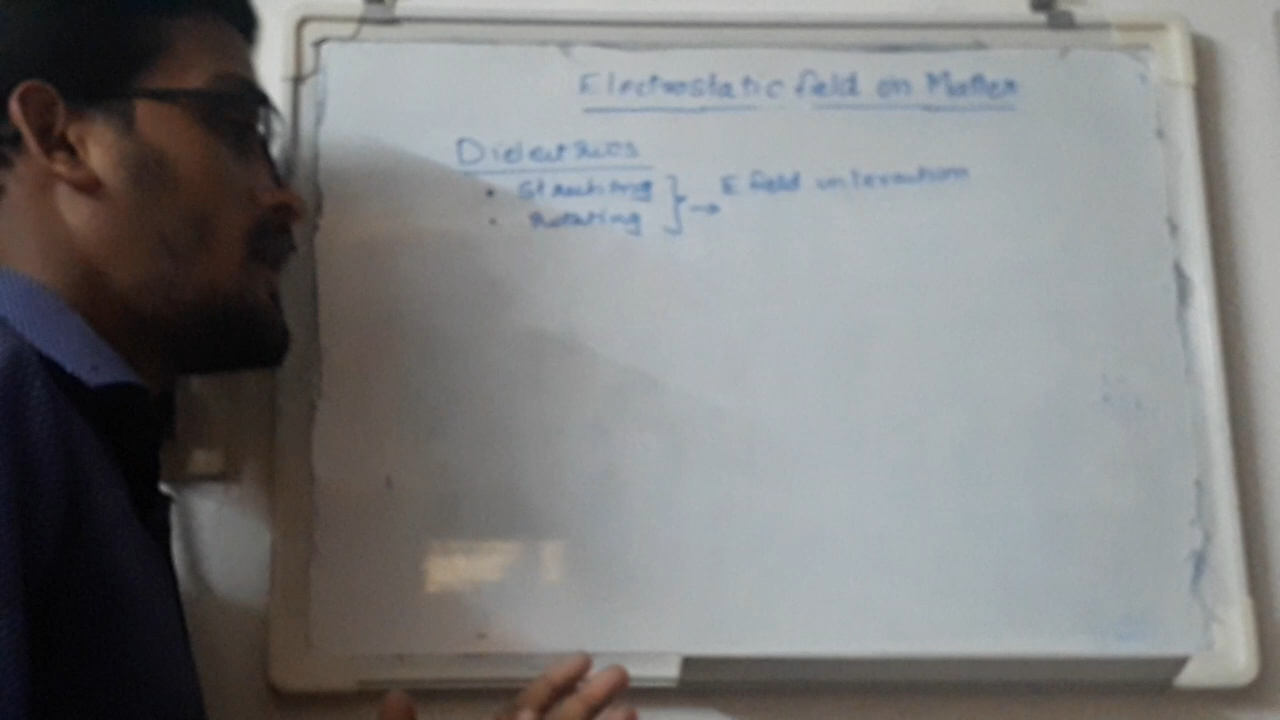 Electrostatic field on Matter
Dielectrics
• Stretching } → E field interaction
• Rotating